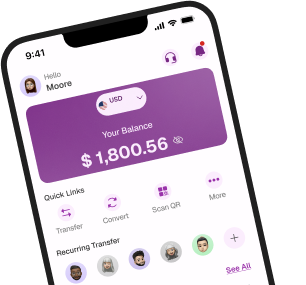 9:41
Hello
Moore
USD
Your Balance
$ 1,800.56
Quick Links
Transfer
Convert
Scan QR
More
Recurring Transfer
See All